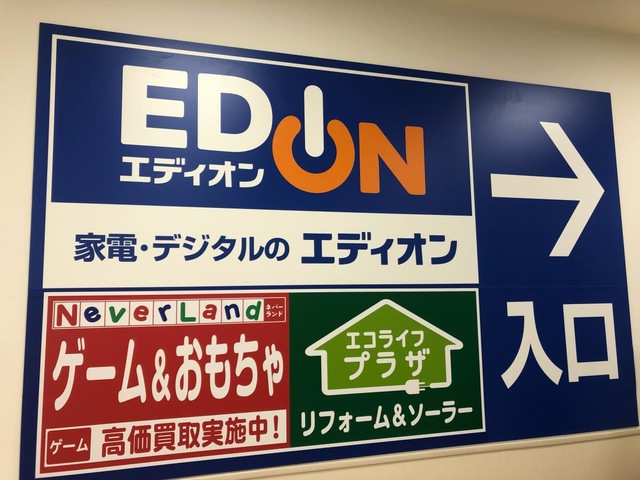 EDION
エディオン
家電・デジタルの エディオン
NeverLand ネバーランド
ゲーム&おもちゃ
ゲーム 高価買取実施中!
エコライフ
プラザ
リフォーム&ソーラー
入口